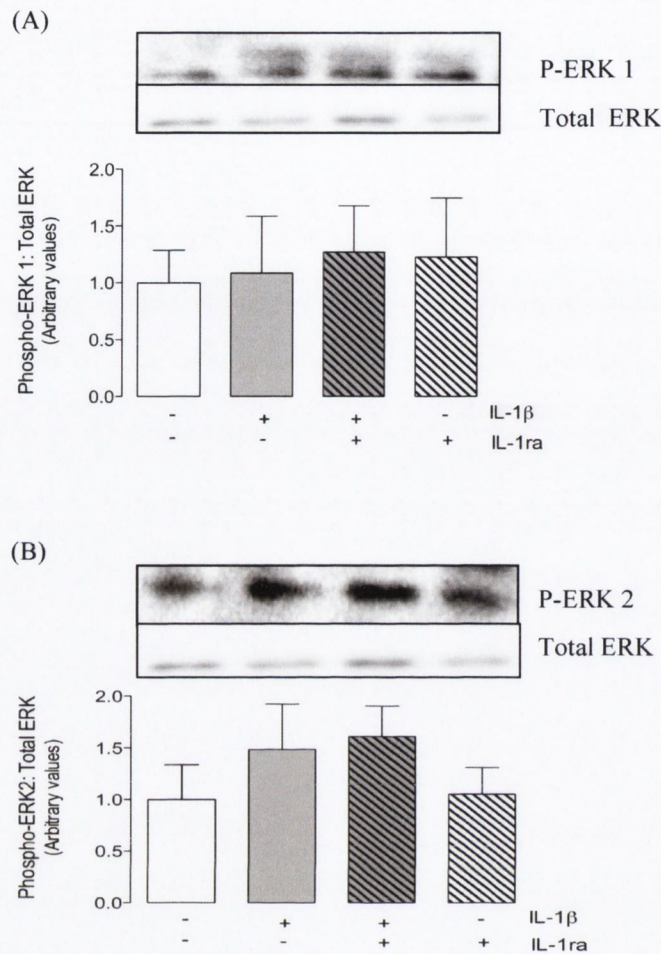 (A)
P-ERK 1
Total ERK
Phospho-ERK 1: Total ERK
(Arbitrary values)
2.0
1.5
1.0
0.5
0.0
- + + - IL-1β
- - + + IL-1ra
(B)
P-ERK 2
Total ERK
Phospho-ERK2: Total ERK
(Arbitrary values)
2.0
1.5
1.0
0.5
0.0
- + + - IL-1β
- - + + IL-1ra